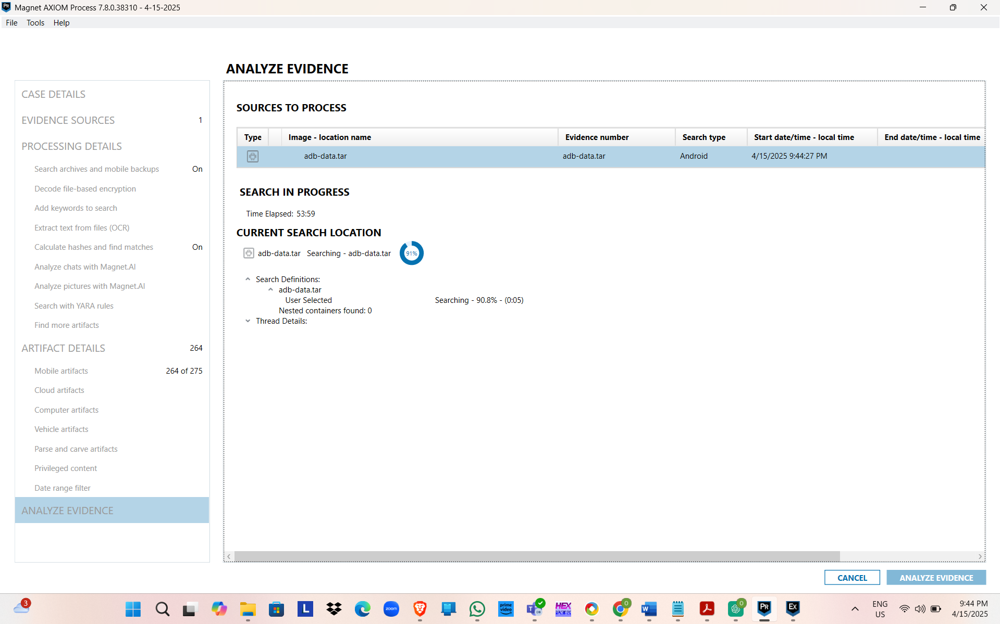 Magnet AXIOM Process 7.8.0.38310 - 4-15-2025
File Tools Help
ANALYZE EVIDENCE
CASE DETAILS
EVIDENCE SOURCES 1
PROCESSING DETAILS
Search archives and mobile backups On
Decode file-based encryption
Add keywords to search
Extract text from files (OCR)
Calculate hashes and find matches On
Analyze chats with Magnet.AI
Analyze pictures with Magnet.AI
Search with YARA rules
Find more artifacts
ARTIFACT DETAILS 264
Mobile artifacts 264 of 275
Cloud artifacts
Computer artifacts
Vehicle artifacts
Parse and carve artifacts
Privileged content
Date range filter
ANALYZE EVIDENCE
SOURCES TO PROCESS
Type Image - location name Evidence number Search type Start date/time - local time End date/time - local time
adb-data.tar adb-data.tar Android 4/15/2025 9:44:27 PM
SEARCH IN PROGRESS
Time Elapsed: 53:59
CURRENT SEARCH LOCATION
adb-data.tar Searching - adb-data.tar 91%
Search Definitions:
adb-data.tar
User Selected Searching - 90.8% - (0:05)
Nested containers found: 0
Thread Details:
CANCEL ANALYZE EVIDENCE
3
L
zoom
prime video
T
HEX
0
W
0
PR
EX
ENG
US
9:44 PM
4/15/2025